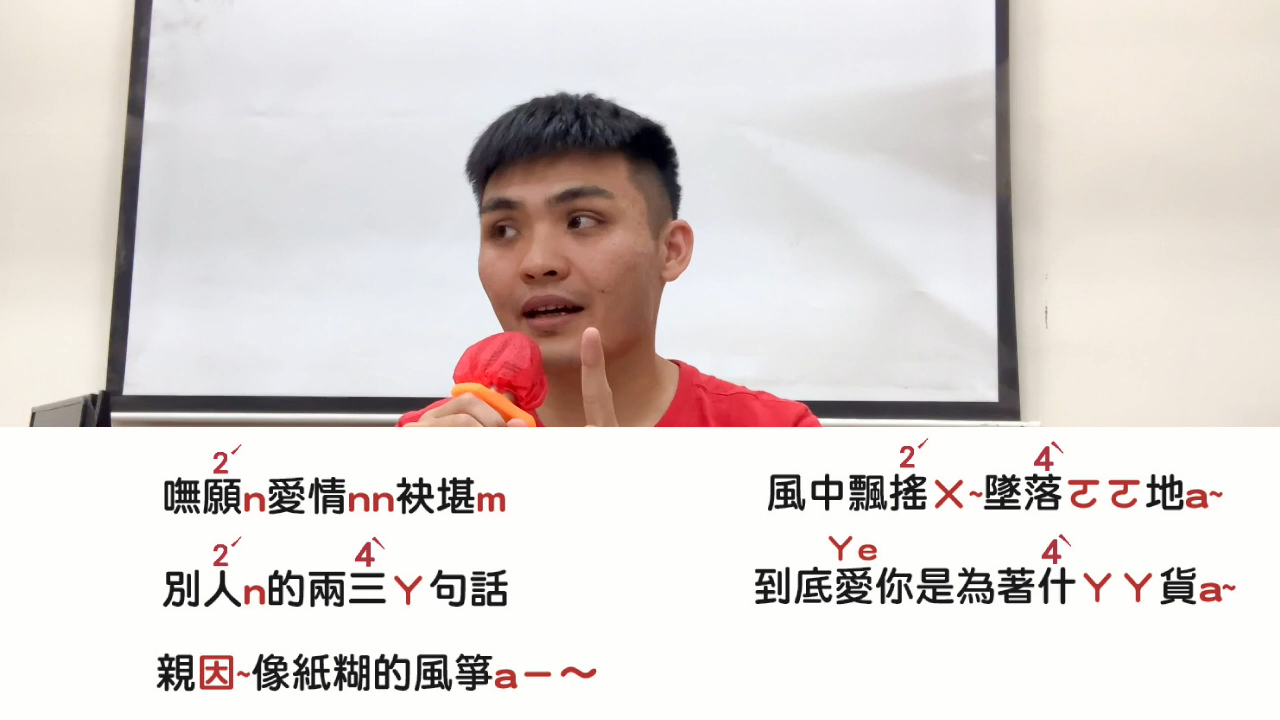 2ˊ
嘸願n愛情nn袂堪m
2ˊ 4ˋ
別人n的兩三ㄚ句話
親因~像紙糊的風箏aー～
2ˊ 4ˋ
風中飄搖ㄨ~墜落ㄛㄛ地a~
ㄚe 4ˋ
到底愛你是為著什ㄚㄚ貨a~